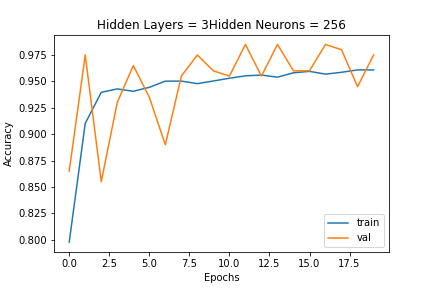 Hidden Layers = 3Hidden Neurons = 256
0.975
0.950
0.925
0.900
0.875
0.850
0.825
0.800
Accuracy
train
val
0.0 2.5 5.0 7.5 10.0 12.5 15.0 17.5
Epochs